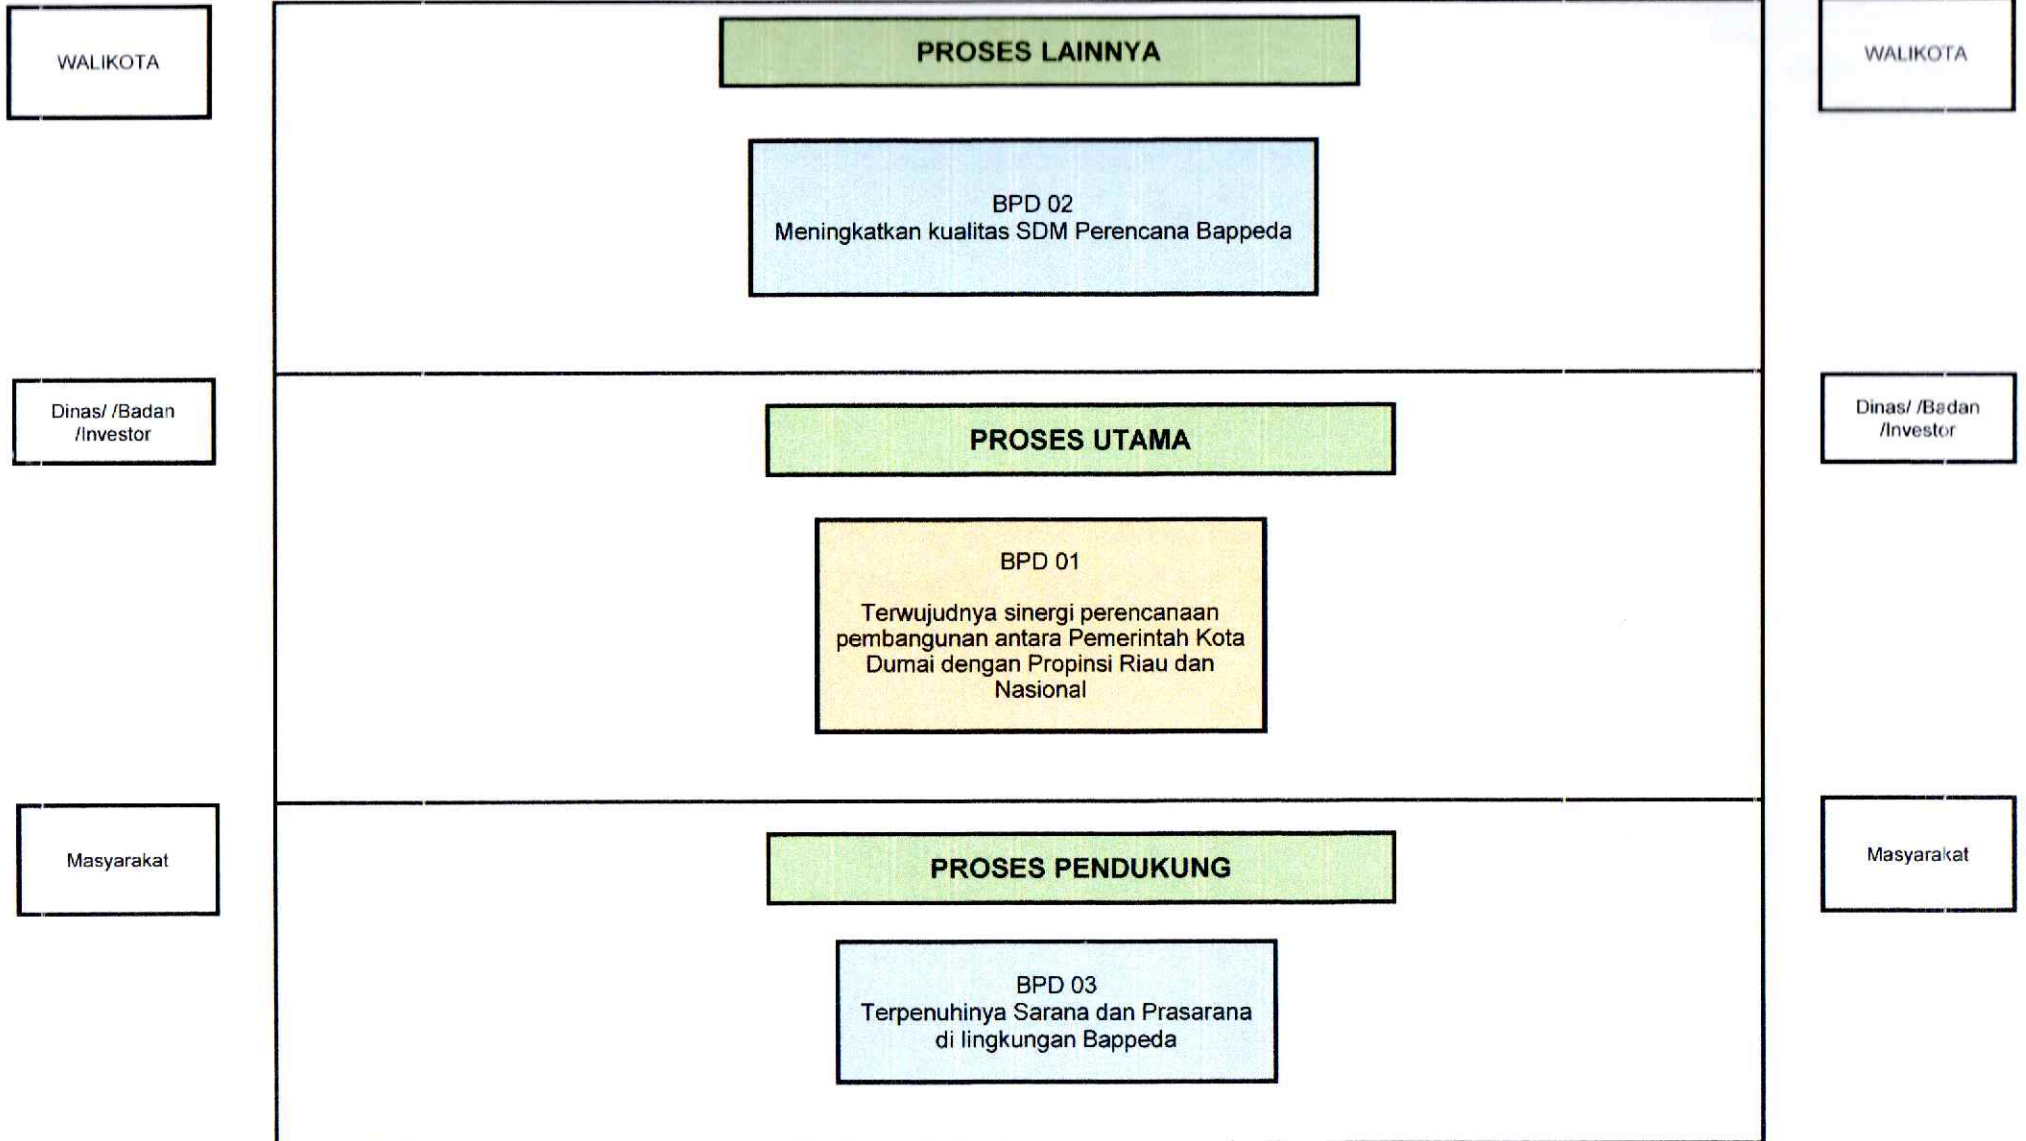 WALIKOTA
PROSES LAINNYA
WALIKOTA
BPD 02
Meningkatkan kualitas SDM Perencana Bappeda
Dinas/ /Badan
/Investor
PROSES UTAMA
Dinas/ /Badan
/Investor
BPD 01
Terwujudnya sinergi perencanaan
pembangunan antara Pemerintah Kota
Dumai dengan Propinsi Riau dan
Nasional
Masyarakat
PROSES PENDUKUNG
Masyarakat
BPD 03
Terpenuhinya Sarana dan Prasarana
di lingkungan Bappeda